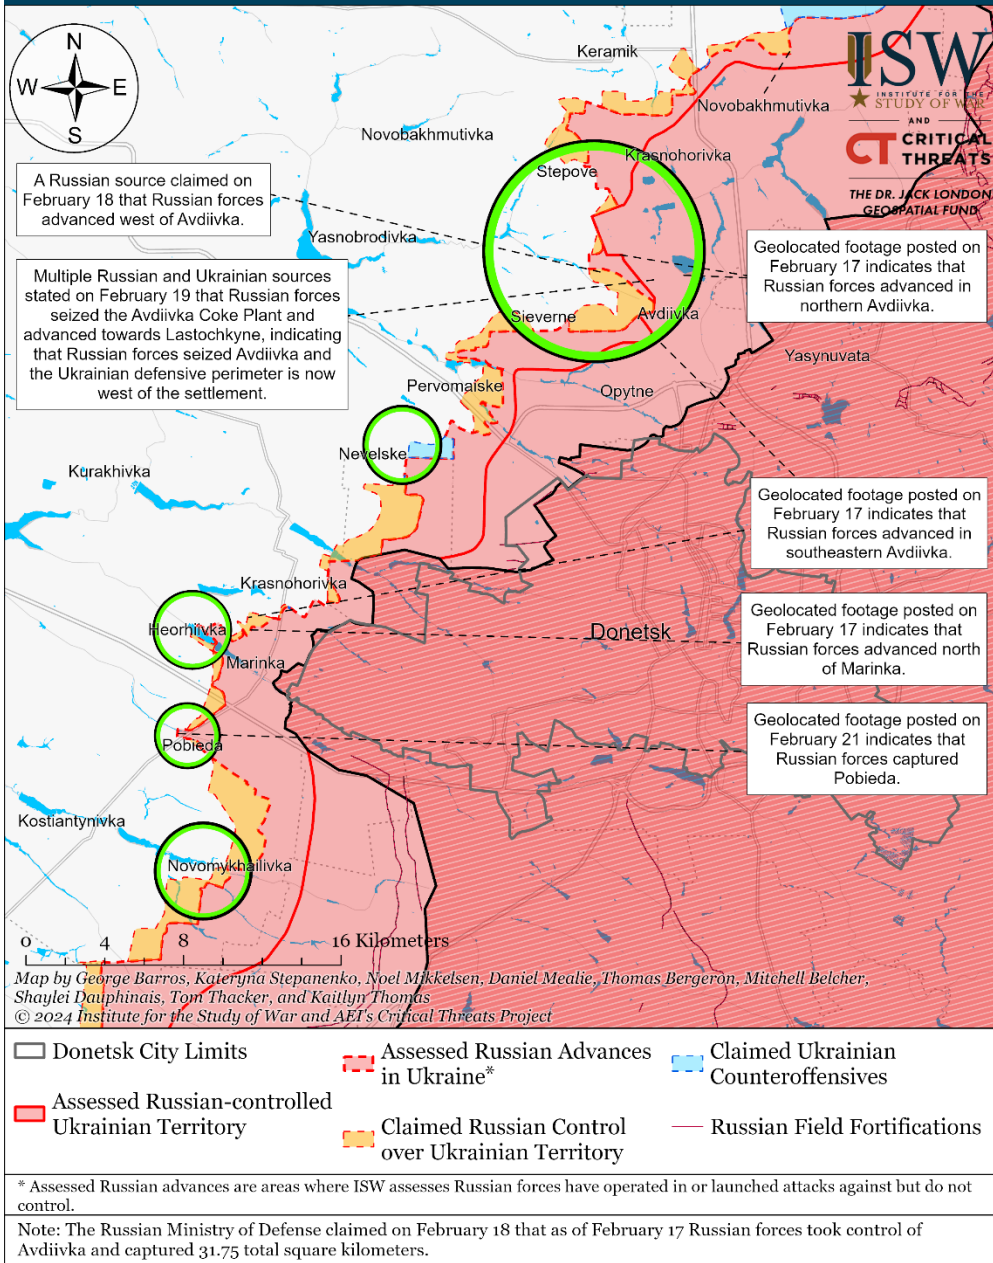 N
W
E
S
Keramik
ISW
INSTITUTE FOR THE
STUDY OF WAR
AND
CT CRITICAL
THREATS
THE DR. JACK LONDON
GEOSPATIAL FUND
Novobakhmutivka
Novobakhmutivka
Krasnohorivka
Stepove
A Russian source claimed on
February 18 that Russian forces
advanced west of Avdiivka.
Yasnobrodivka
Geolocated footage posted on
February 17 indicates that
Russian forces advanced in
northern Avdiivka.
Multiple Russian and Ukrainian sources
stated on February 19 that Russian forces
seized the Avdiivka Coke Plant and
advanced towards Lastochkyne, indicating
that Russian forces seized Avdiivka and
the Ukrainian defensive perimeter is now
west of the settlement.
Sieverne
Avdiivka
Yasynuvata
Pervomaiske
Opytne
Nevelske
Kurakhivka
Geolocated footage posted on
February 17 indicates that
Russian forces advanced in
southeastern Avdiivka.
Krasnohorivka
Heorhiivka
Donetsk
Geolocated footage posted on
February 17 indicates that
Russian forces advanced north
of Marinka.
Marinka
Pobieda
Geolocated footage posted on
February 21 indicates that
Russian forces captured
Pobieda.
Kostiantynivka
Novomykhailivka
0 4 8 16 Kilometers
Map by George Barros, Kateryna Stepanenko, Noel Mikkelsen, Daniel Mealie, Thomas Bergeron, Mitchell Belcher,
Shaylei Dauphinais, Tom Thacker, and Kaitlyn Thomas
© 2024 Institute for the Study of War and AEI's Critical Threats Project
Donetsk City Limits
Assessed Russian-controlled
Ukrainian Territory
Assessed Russian Advances
in Ukraine*
Claimed Russian Control
over Ukrainian Territory
Claimed Ukrainian
Counteroffensives
Russian Field Fortifications
* Assessed Russian advances are areas where ISW assesses Russian forces have operated in or launched attacks against but do not
control.
Note: The Russian Ministry of Defense claimed on February 18 that as of February 17 Russian forces took control of
Avdiivka and captured 31.75 total square kilometers.